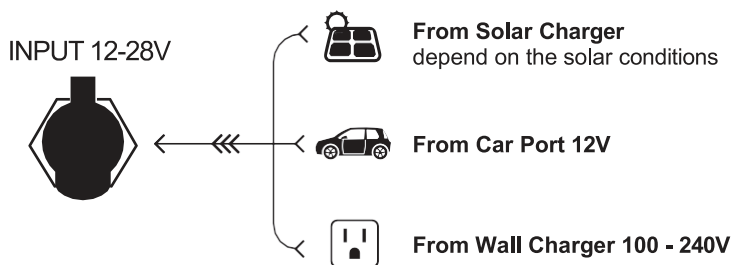 INPUT 12-28V
From Solar Charger
depend on the solar conditions
From Car Port 12V
From Wall Charger 100 - 240V